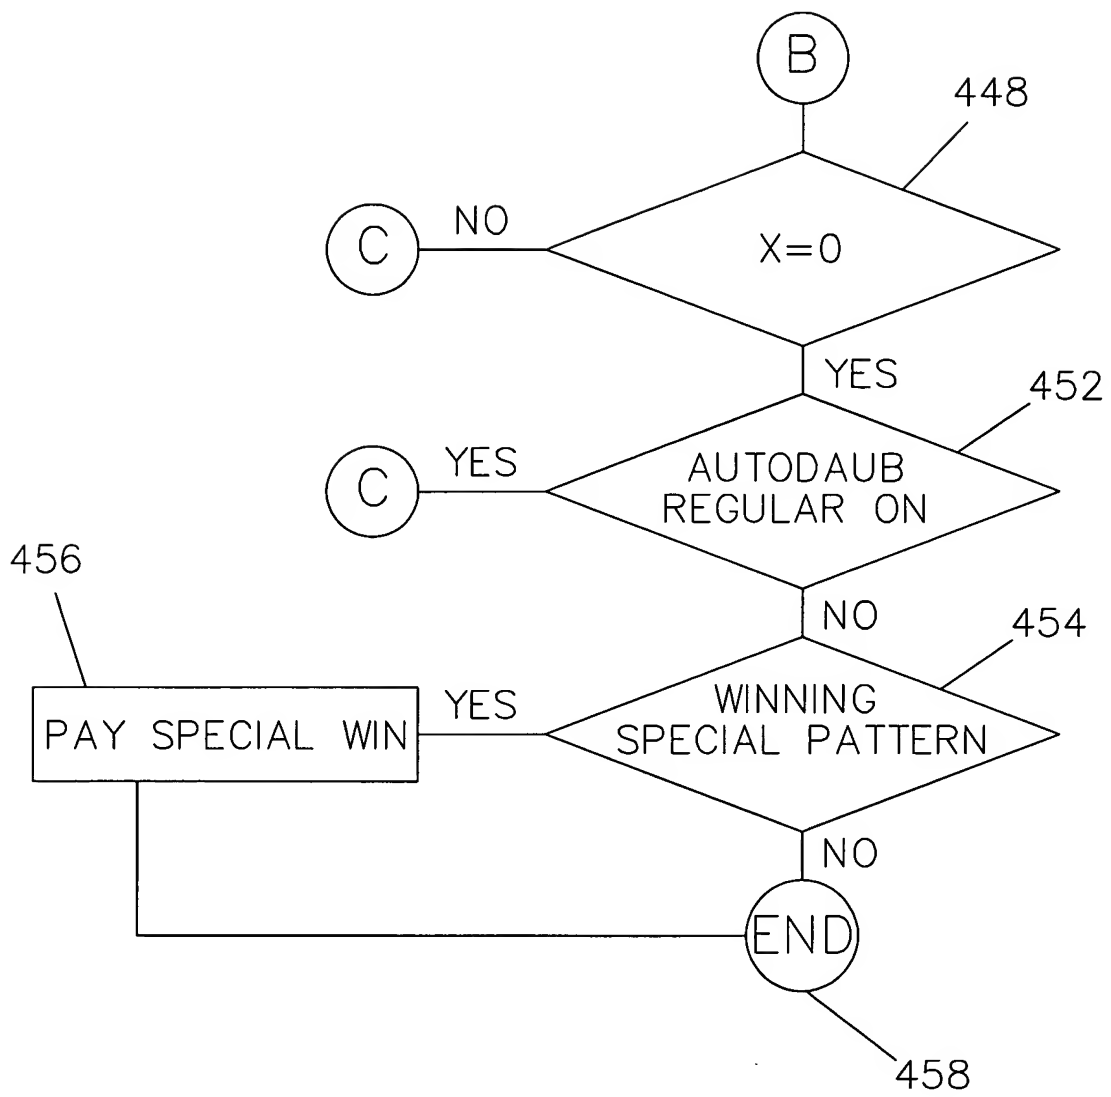 B
448
C
NO
X=0
YES
452
C
YES
AUTODAUB
REGULAR ON
456
NO
454
PAY SPECIAL WIN
YES
WINNING
SPECIAL PATTERN
NO
END
458